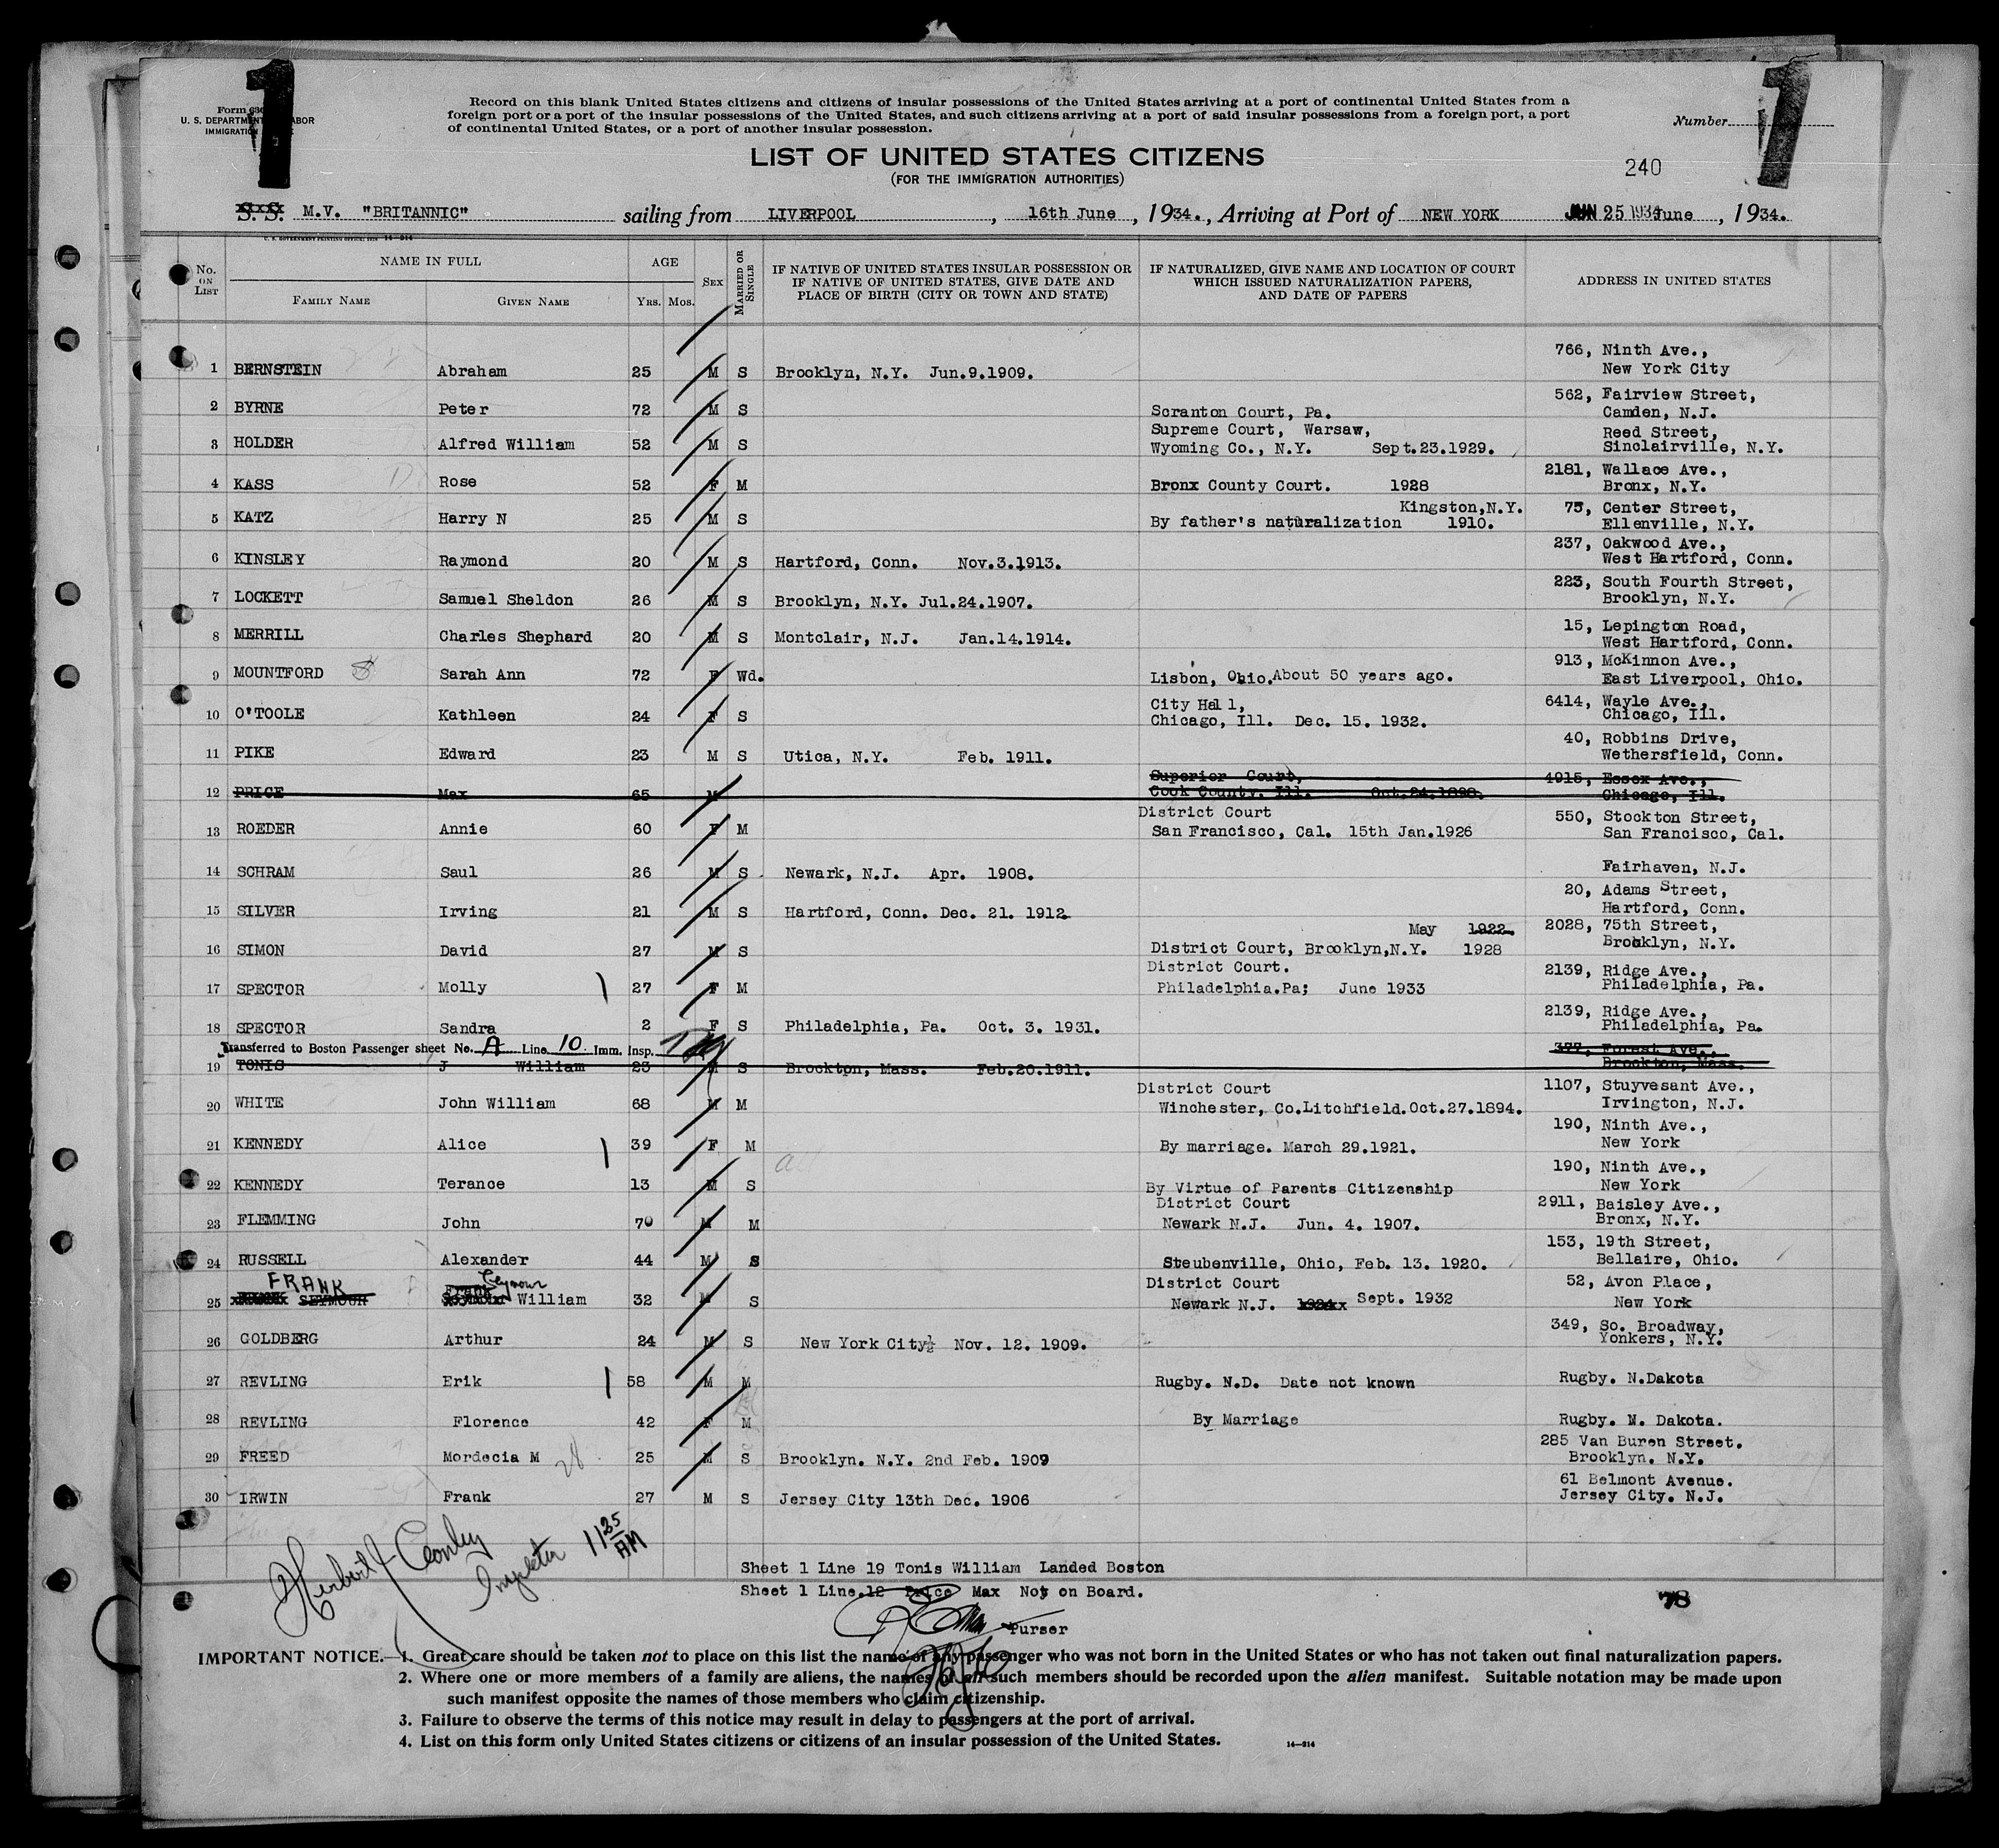 1
1
Form 630
U. S. DEPARTMENT LABOR
IMMIGRATION
Record on this blank United States citizens and citizens of insular possessions of the United States arriving at a port of continental United States from a
foreign port or a port of the insular possessions of the United States, and such citizens arriving at a port of said insular possessions from a foreign port, a port
of continental United States, or a port of another insular possession.
Number
LIST OF UNITED STATES CITIZENS
(FOR THE IMMIGRATION AUTHORITIES)
240
S. S. M.V. "BRITANNIC" sailing from LIVERPOOL, 16th June, 1934., Arriving at Port of NEW YORK JUN 25 1934 June, 1934.
No. ON LIST
NAME IN FULL
FAMILY NAME GIVEN NAME
AGE
YRS. MOS.
SEX
MARRIED OR SINGLE
IF NATIVE OF UNITED STATES INSULAR POSSESSION OR
IF NATIVE OF UNITED STATES, GIVE DATE AND
PLACE OF BIRTH (CITY OR TOWN AND STATE)
IF NATURALIZED, GIVE NAME AND LOCATION OF COURT
WHICH ISSUED NATURALIZATION PAPERS,
AND DATE OF PAPERS
ADDRESS IN UNITED STATES
766, Ninth Ave.,
1 BERNSTEIN Abraham 25 M S Brooklyn, N.Y. Jun.9.1909. New York City
562, Fairview Street,
2 BYRNE Peter 72 M S Scranton Court, Pa. Camden, N.J.
Supreme Court, Warsaw, Reed Street,
3 HOLDER Alfred William 52 M S Wyoming Co., N.Y. Sept.23.1929. Sinclairville, N.Y.
2181, Wallace Ave.,
4 KASS Rose 52 F M Bronx County Court. 1928 Bronx, N.Y.
Kingston,N.Y. 75, Center Street,
5 KATZ Harry N 25 M S By father's naturalization 1910. Ellenville, N.Y.
237, Oakwood Ave.,
6 KINSLEY Raymond 20 M S Hartford, Conn. Nov.3.1913. West Hartford, Conn.
223, South Fourth Street,
7 LOCKETT Samuel Sheldon 26 M S Brooklyn, N.Y. Jul.24.1907. Brooklyn, N.Y.
15, Lepington Road,
8 MERRILL Charles Shephard 20 M S Montclair, N.J. Jan.14.1914. West Hartford, Conn.
913, McKinnon Ave.,
9 MOUNTFORD Sarah Ann 72 F Wd. Lisbon, Ohio. About 50 years ago. East Liverpool, Ohio.
City Hall, 6414, Wayle Ave.,
10 O'TOOLE Kathleen 24 F S Chicago, Ill. Dec. 15. 1932. Chicago, Ill.
40, Robbins Drive,
11 PIKE Edward 23 M S Utica, N.Y. Feb. 1911. Wethersfield, Conn.
Superior Court, 4915, Essex Ave.,
12 PRICE Max 65 M Cook County. Ill. Oct.24.1898. Chicago, Ill.
District Court 550, Stockton Street,
13 ROEDER Annie 60 F M San Francisco, Cal. 15th Jan.1926 San Francisco, Cal.
14 SCHRAM Saul 26 M S Newark, N.J. Apr. 1908. Fairhaven, N.J.
20, Adams Street,
15 SILVER Irving 21 M S Hartford, Conn. Dec. 21. 1912 Hartford, Conn.
May 1922. 2028, 75th Street,
16 SIMON David 27 M S District Court, Brooklyn,N.Y. 1928 Brooklyn, N.Y.
District Court. 2139, Ridge Ave.,
17 SPECTOR Molly 27 F M Philadelphia.Pa; June 1933 Philadelphia, Pa.
2139, Ridge Ave.,
18 SPECTOR Sandra 2 F S Philadelphia, Pa. Oct. 3. 1931. Philadelphia, Pa.
Transferred to Boston Passenger sheet No. A Line 10 Imm. Insp. 377, Forest Ave.,
19 TONIS J William 23 M S Brockton, Mass. Feb.20.1911. Brockton, Mass.
District Court 1107, Stuyvesant Ave.,
20 WHITE John William 68 M M Winchester, Co.Litchfield.Oct.27.1894. Irvington, N.J.
190, Ninth Ave.,
21 KENNEDY Alice 39 F M By marriage. March 29.1921. New York
190, Ninth Ave.,
22 KENNEDY Terance 13 M S By Virtue of Parents Citizenship New York
District Court 2911, Baisley Ave.,
23 FLEMMING John 70 M M Newark N.J. Jun. 4. 1907. Bronx, N.Y.
153, 19th Street,
24 RUSSELL Alexander 44 M S Steubenville, Ohio, Feb. 13. 1920. Bellaire, Ohio.
FRANK Seymour District Court 52, Avon Place,
25 SEYMOUR William 32 M S Newark N.J. Sept. 1932 New York
349, So. Broadway,
26 GOLDBERG Arthur 24 M S New York City Nov. 12. 1909. Yonkers, N.Y.
27 REVLING Erik 58 M M Rugby. N.D. Date not known Rugby. N.Dakota
28 REVLING Florence 42 F M By Marriage Rugby. N. Dakota.
285 Van Buren Street.
29 FREED Mordecia M 28 25 M S Brooklyn. N.Y. 2nd Feb. 1909 Brooklyn. N.Y.
61 Belmont Avenue.
30 IRWIN Frank 27 M S Jersey City 13th Dec. 1906 Jersey City. N.J.
Herbert J Conley
Inspector 11 35 AM
Sheet 1 Line 19 Tonis William Landed Boston
Sheet 1 Line.12 Price Max Not on Board.
78
Purser
IMPORTANT NOTICE.—1. Great care should be taken not to place on this list the name of any passenger who was not born in the United States or who has not taken out final naturalization papers.
2. Where one or more members of a family are aliens, the names of all such members should be recorded upon the alien manifest. Suitable notation may be made upon
such manifest opposite the names of those members who claim citizenship.
3. Failure to observe the terms of this notice may result in delay to passengers at the port of arrival.
4. List on this form only United States citizens or citizens of an insular possession of the United States.
14—914